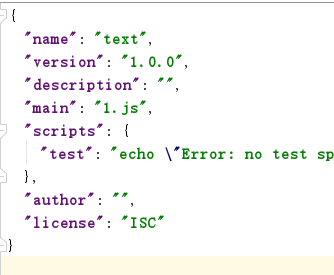 {
"name": "text",
"version": "1.0.0",
"description": "",
"main": "1.js",
"scripts": {
"test": "echo \"Error: no test sp
},
"author": "",
"license": "ISC"
}